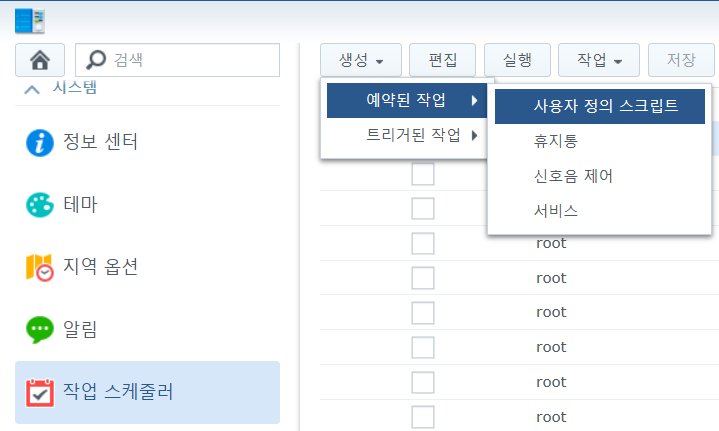 검색
생성 편집 실행 작업 저장
시스템
예약된 작업
사용자 정의 스크립트
트리거된 작업
휴지통
신호음 제어
서비스
정보 센터
테마
지역 옵션
알림
작업 스케줄러
root
root
root
root
root
root